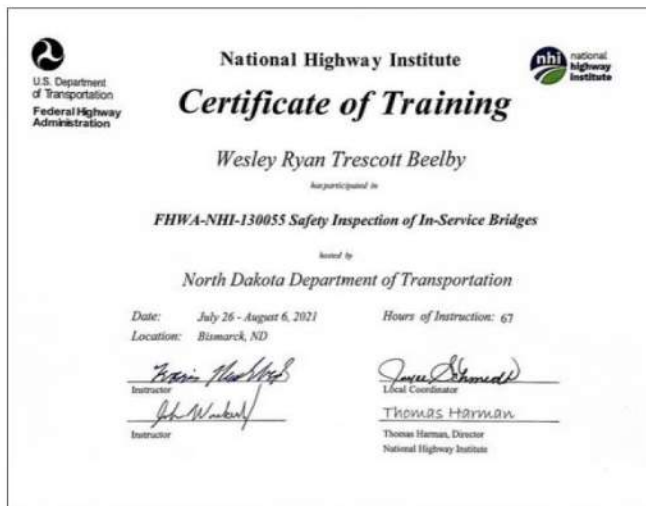 U.S. Department
of Transportation
Federal Highway
Administration
National Highway Institute
nhi national
highway
institute
Certificate of Training
Wesley Ryan Trescott Beelby
has participated in
FHWA-NHI-130055 Safety Inspection of In-Service Bridges
hosted by
North Dakota Department of Transportation
Date: July 26 - August 6, 2021
Hours of Instruction: 67
Location: Bismarck, ND
Instructor
Local Coordinator
Thomas Harman
Instructor
Thomas Harman, Director
National Highway Institute